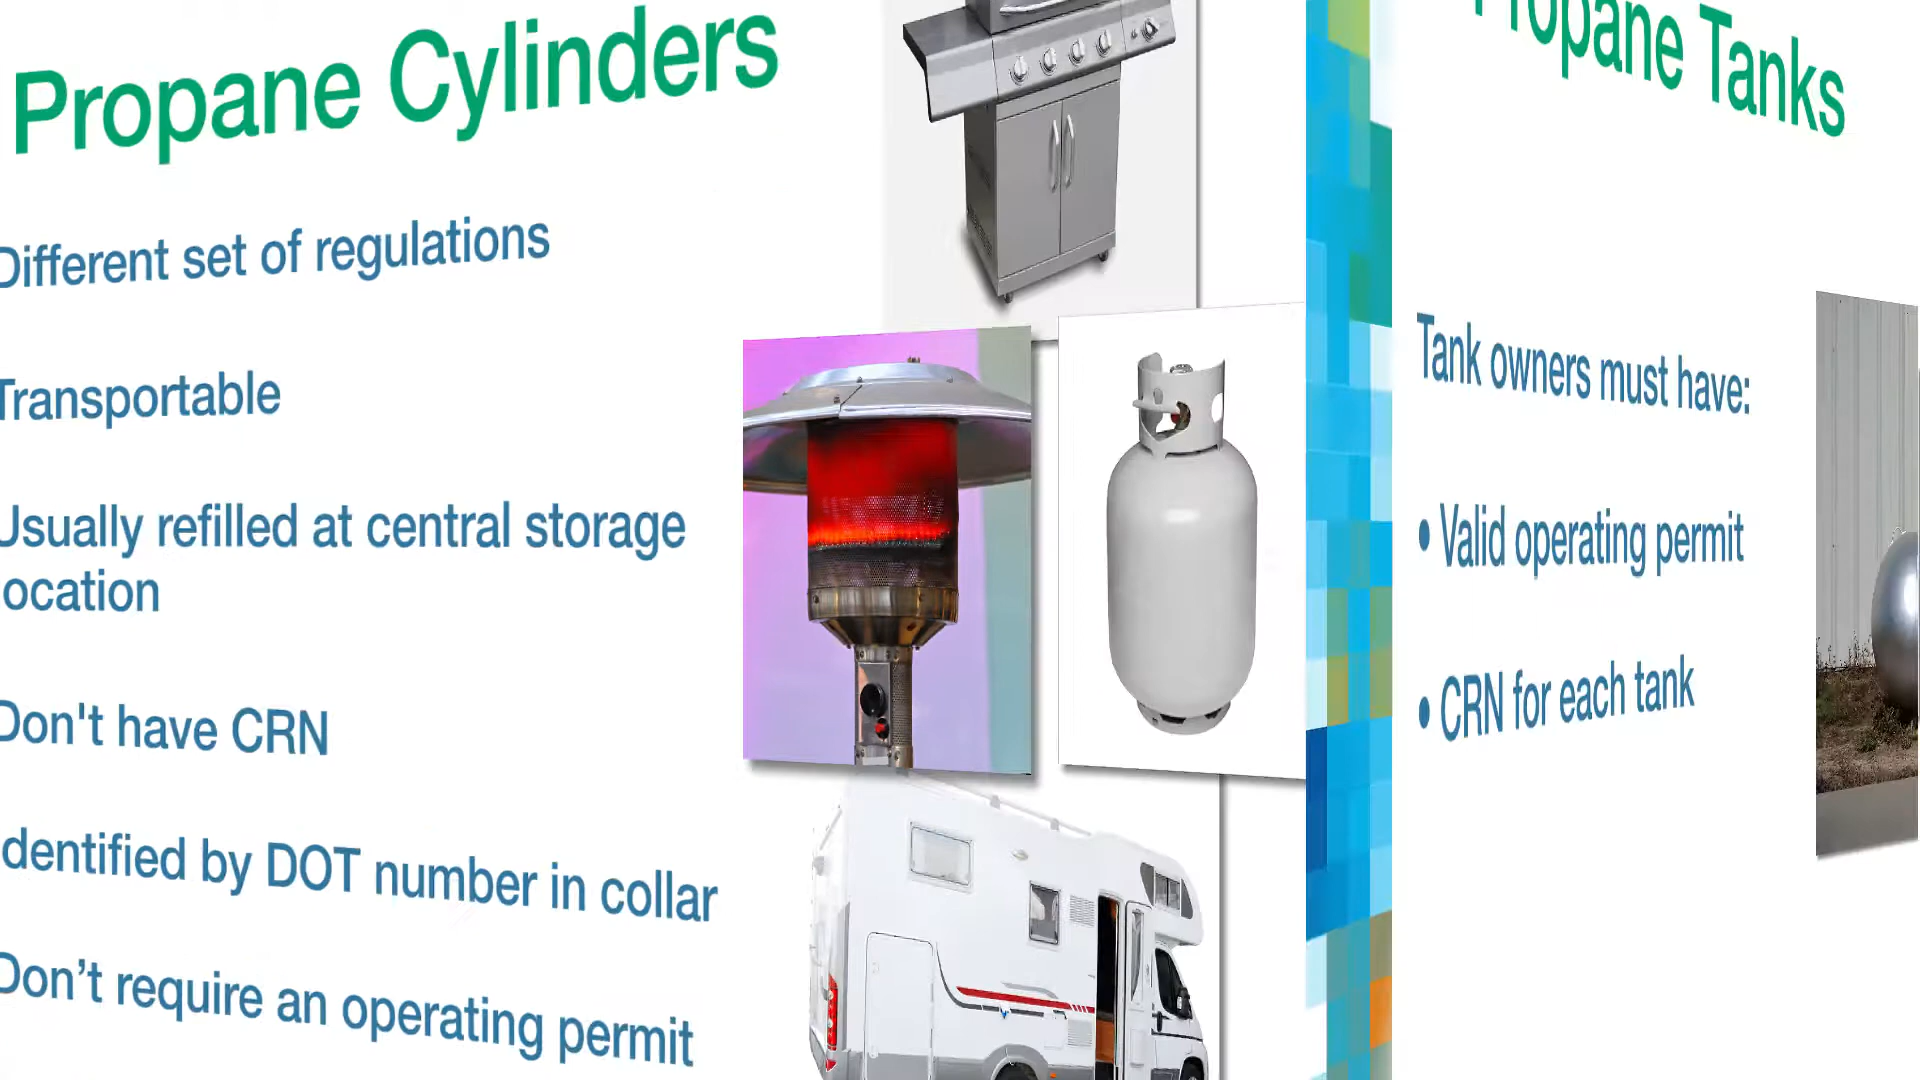 Propane Cylinders
Different set of regulations
Transportable
Usually refilled at central storage
location
Don't have CRN
Identified by DOT number in collar
Don’t require an operating permit
Propane Tanks
Tank owners must have:
• Valid operating permit
• CRN for each tank